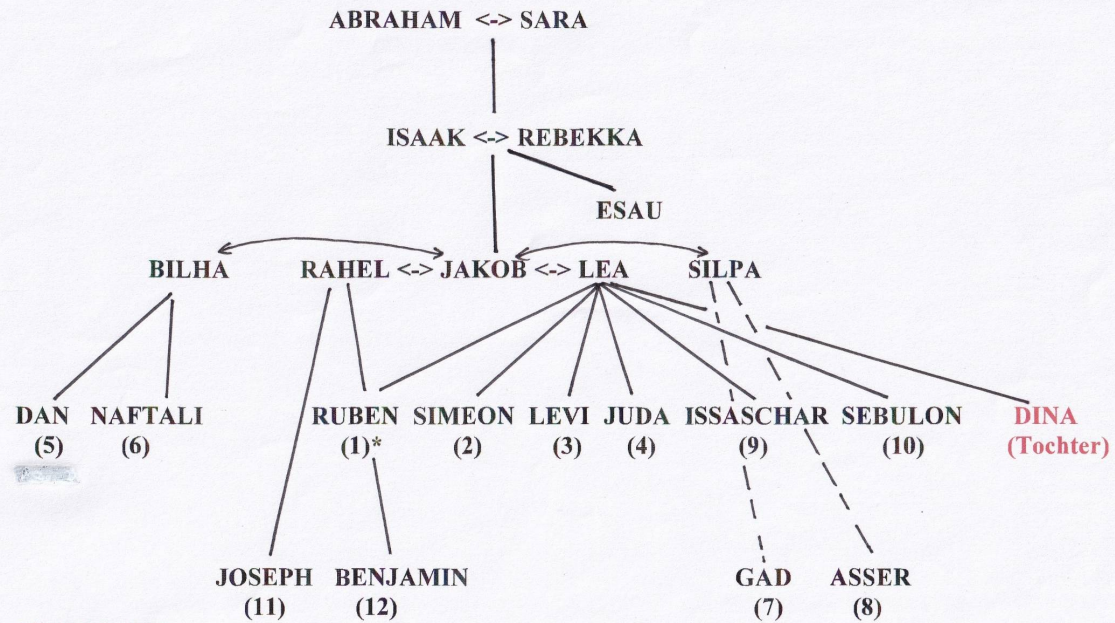 ABRAHAM <-> SARA
ISAAK <-> REBEKKA
ESAU
BILHA RAHEL <-> JAKOB <-> LEA SILPA
DAN NAFTALI RUBEN SIMEON LEVI JUDA ISSASCHAR SEBULON DINA
(5) (6) (1)* (2) (3) (4) (9) (10) (Tochter)
JOSEPH BENJAMIN GAD ASSER
(11) (12) (7) (8)